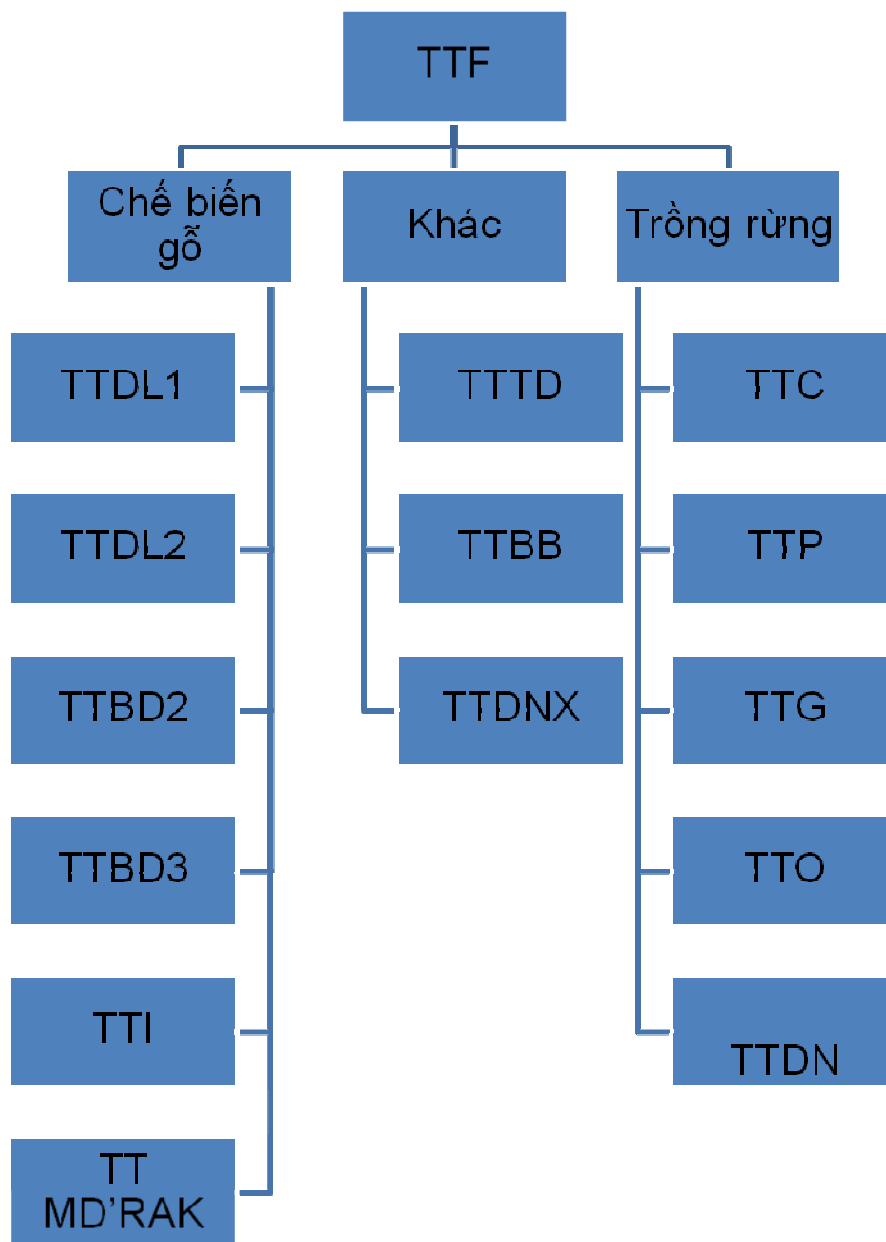 TTF
Chế biến
gỗ
Khác
Trồng rừng
TTDL1
TTTD
TTC
TTDL2
TTBB
TTP
TTBD2
TTDNX
TTG
TTBD3
TTO
TTI
TTDN
TT
MD’RAK